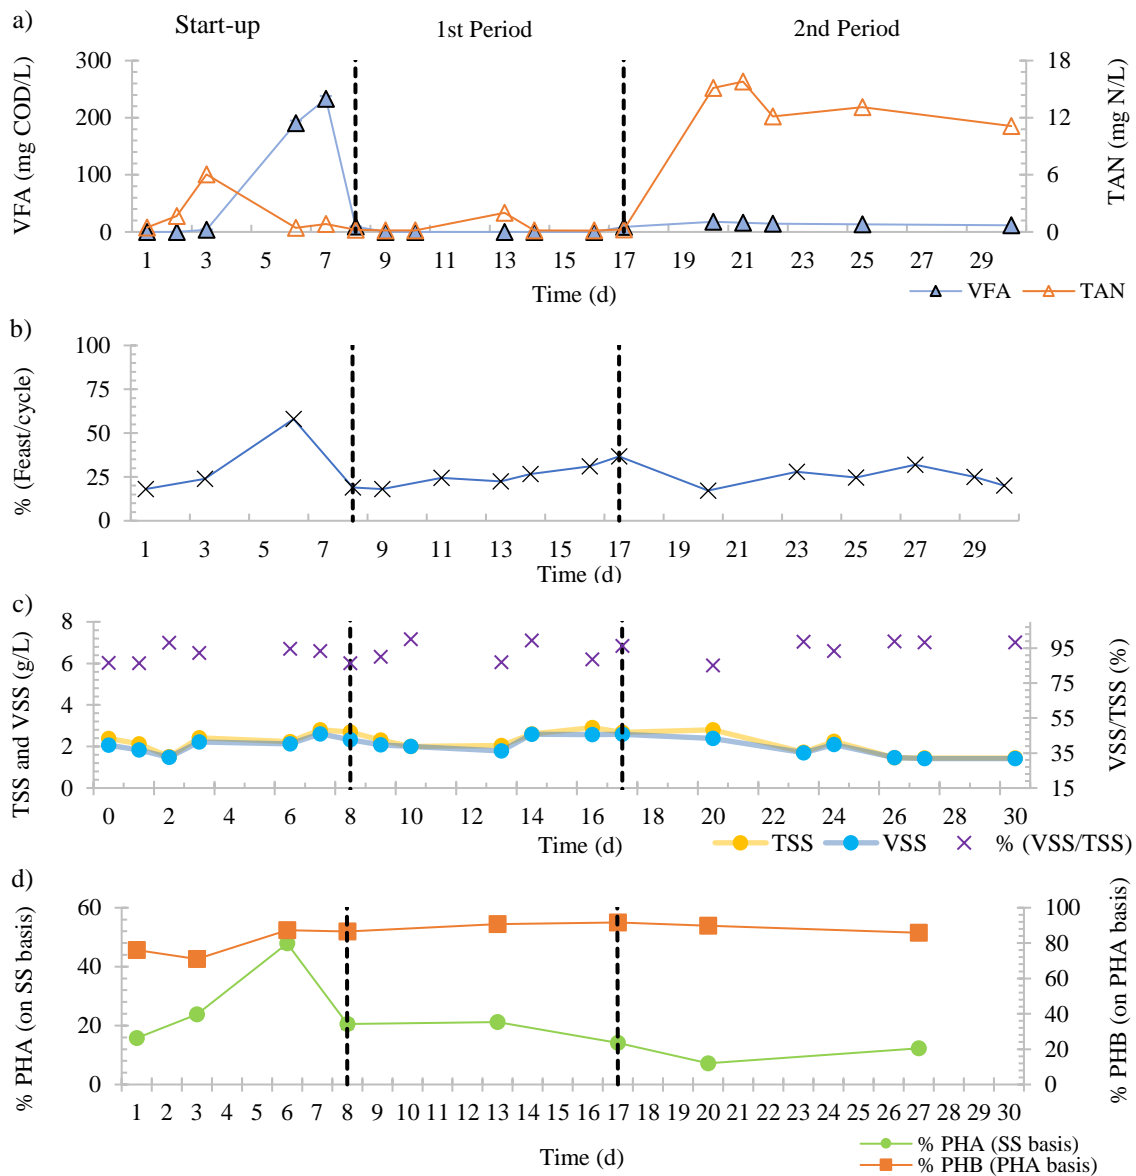 a)
Start-up
1st Period
2nd Period
VFA (mg COD/L)
300
200
100
0
18
12
6
0
TAN (mg N/L)
1 3 5 7 9 11 13 15 17 19 21 23 25 27 29
Time (d)
VFA TAN
b)
% (Feast/cycle)
100
75
50
25
0
1 3 5 7 9 11 13 15 17 19 21 23 25 27 29
Time (d)
c)
TSS and VSS (g/L)
8
6
4
2
0
95
75
55
35
15
VSS/TSS (%)
0 2 4 6 8 10 12 14 16 18 20 22 24 26 28 30
Time (d)
TSS VSS % (VSS/TSS)
d)
% PHA (on SS basis)
60
40
20
0
100
80
60
40
20
0
% PHB (on PHA basis)
1 2 3 4 5 6 7 8 9 10 11 12 13 14 15 16 17 18 19 20 21 22 23 24 25 26 27 28 29 30
Time (d)
% PHA (SS basis)
% PHB (PHA basis)